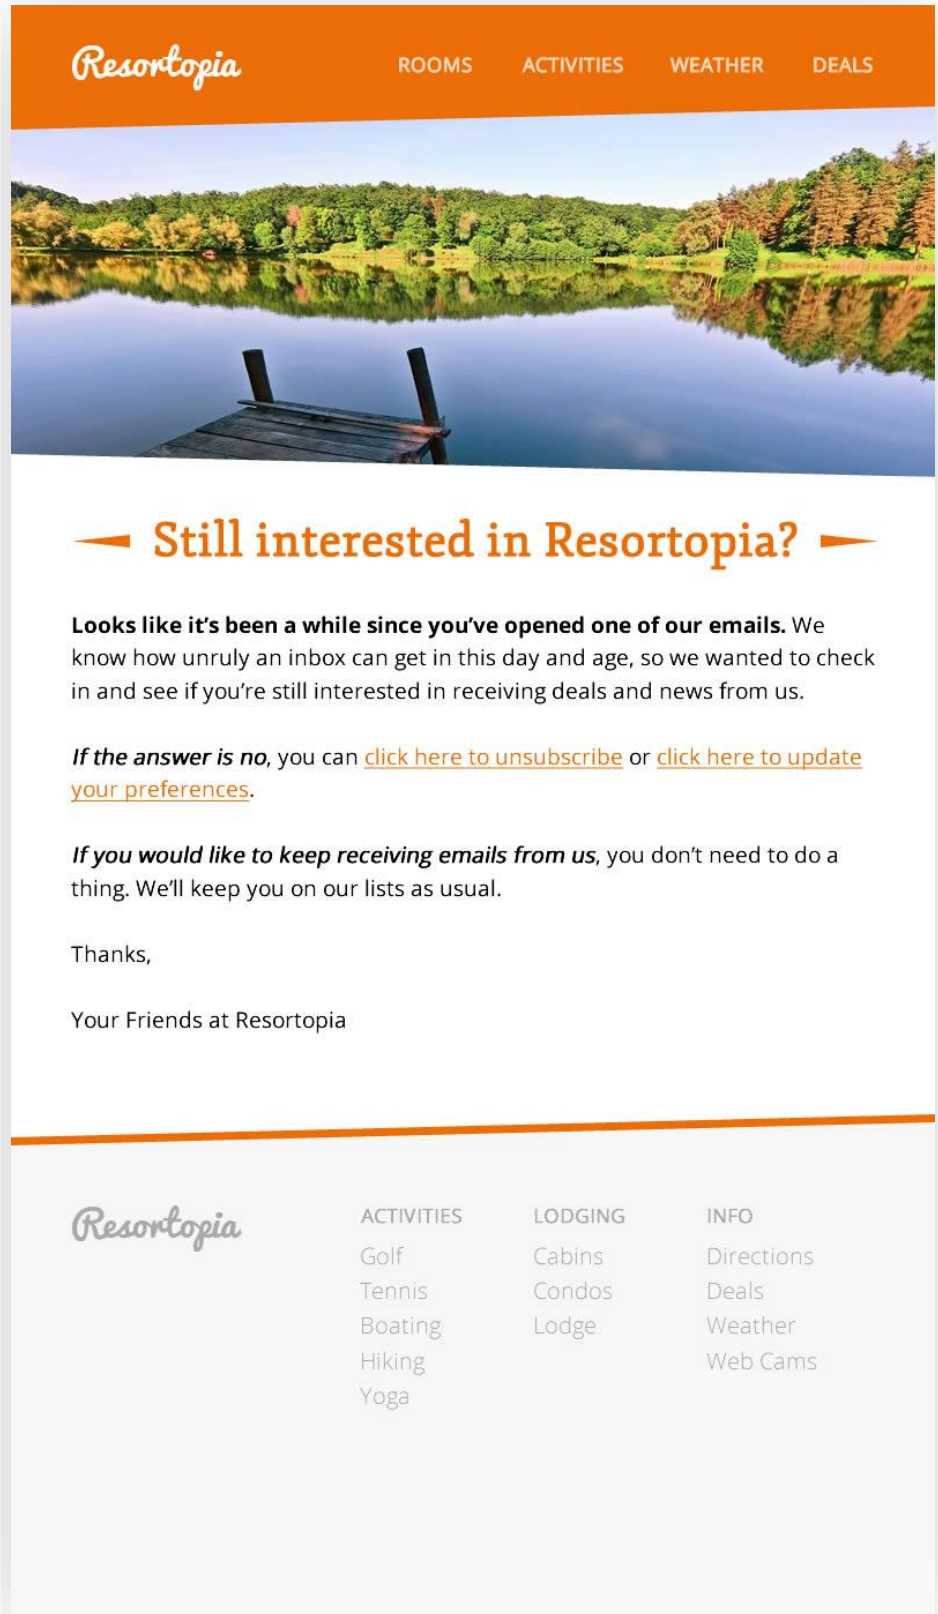 Resortopia
ROOMS ACTIVITIES WEATHER DEALS
Still interested in Resortopia?
Looks like it’s been a while since you’ve opened one of our emails. We
know how unruly an inbox can get in this day and age, so we wanted to check
in and see if you’re still interested in receiving deals and news from us.
If the answer is no, you can click here to unsubscribe or click here to update
your preferences.
If you would like to keep receiving emails from us, you don’t need to do a
thing. We’ll keep you on our lists as usual.
Thanks,
Your Friends at Resortopia
Resortopia
ACTIVITIES
Golf
Tennis
Boating
Hiking
Yoga
LODGING
Cabins
Condos
Lodge
INFO
Directions
Deals
Weather
Web Cams